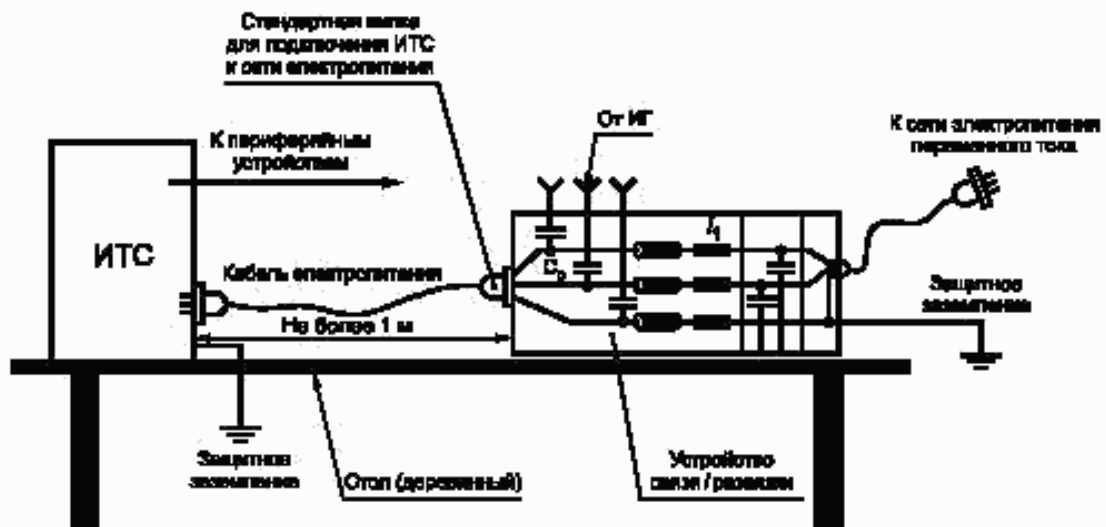 Стандартная вилка
для подключения ИТС
к сети электропитания
От ИГ
К сети электропитания
переменного тока
К периферийным
устройствам
ИТС
Кабель электропитания
Не более 1 м
Защитное
заземление
Защитное
заземление
Стол (деревянный)
Устройство
связи / развязки